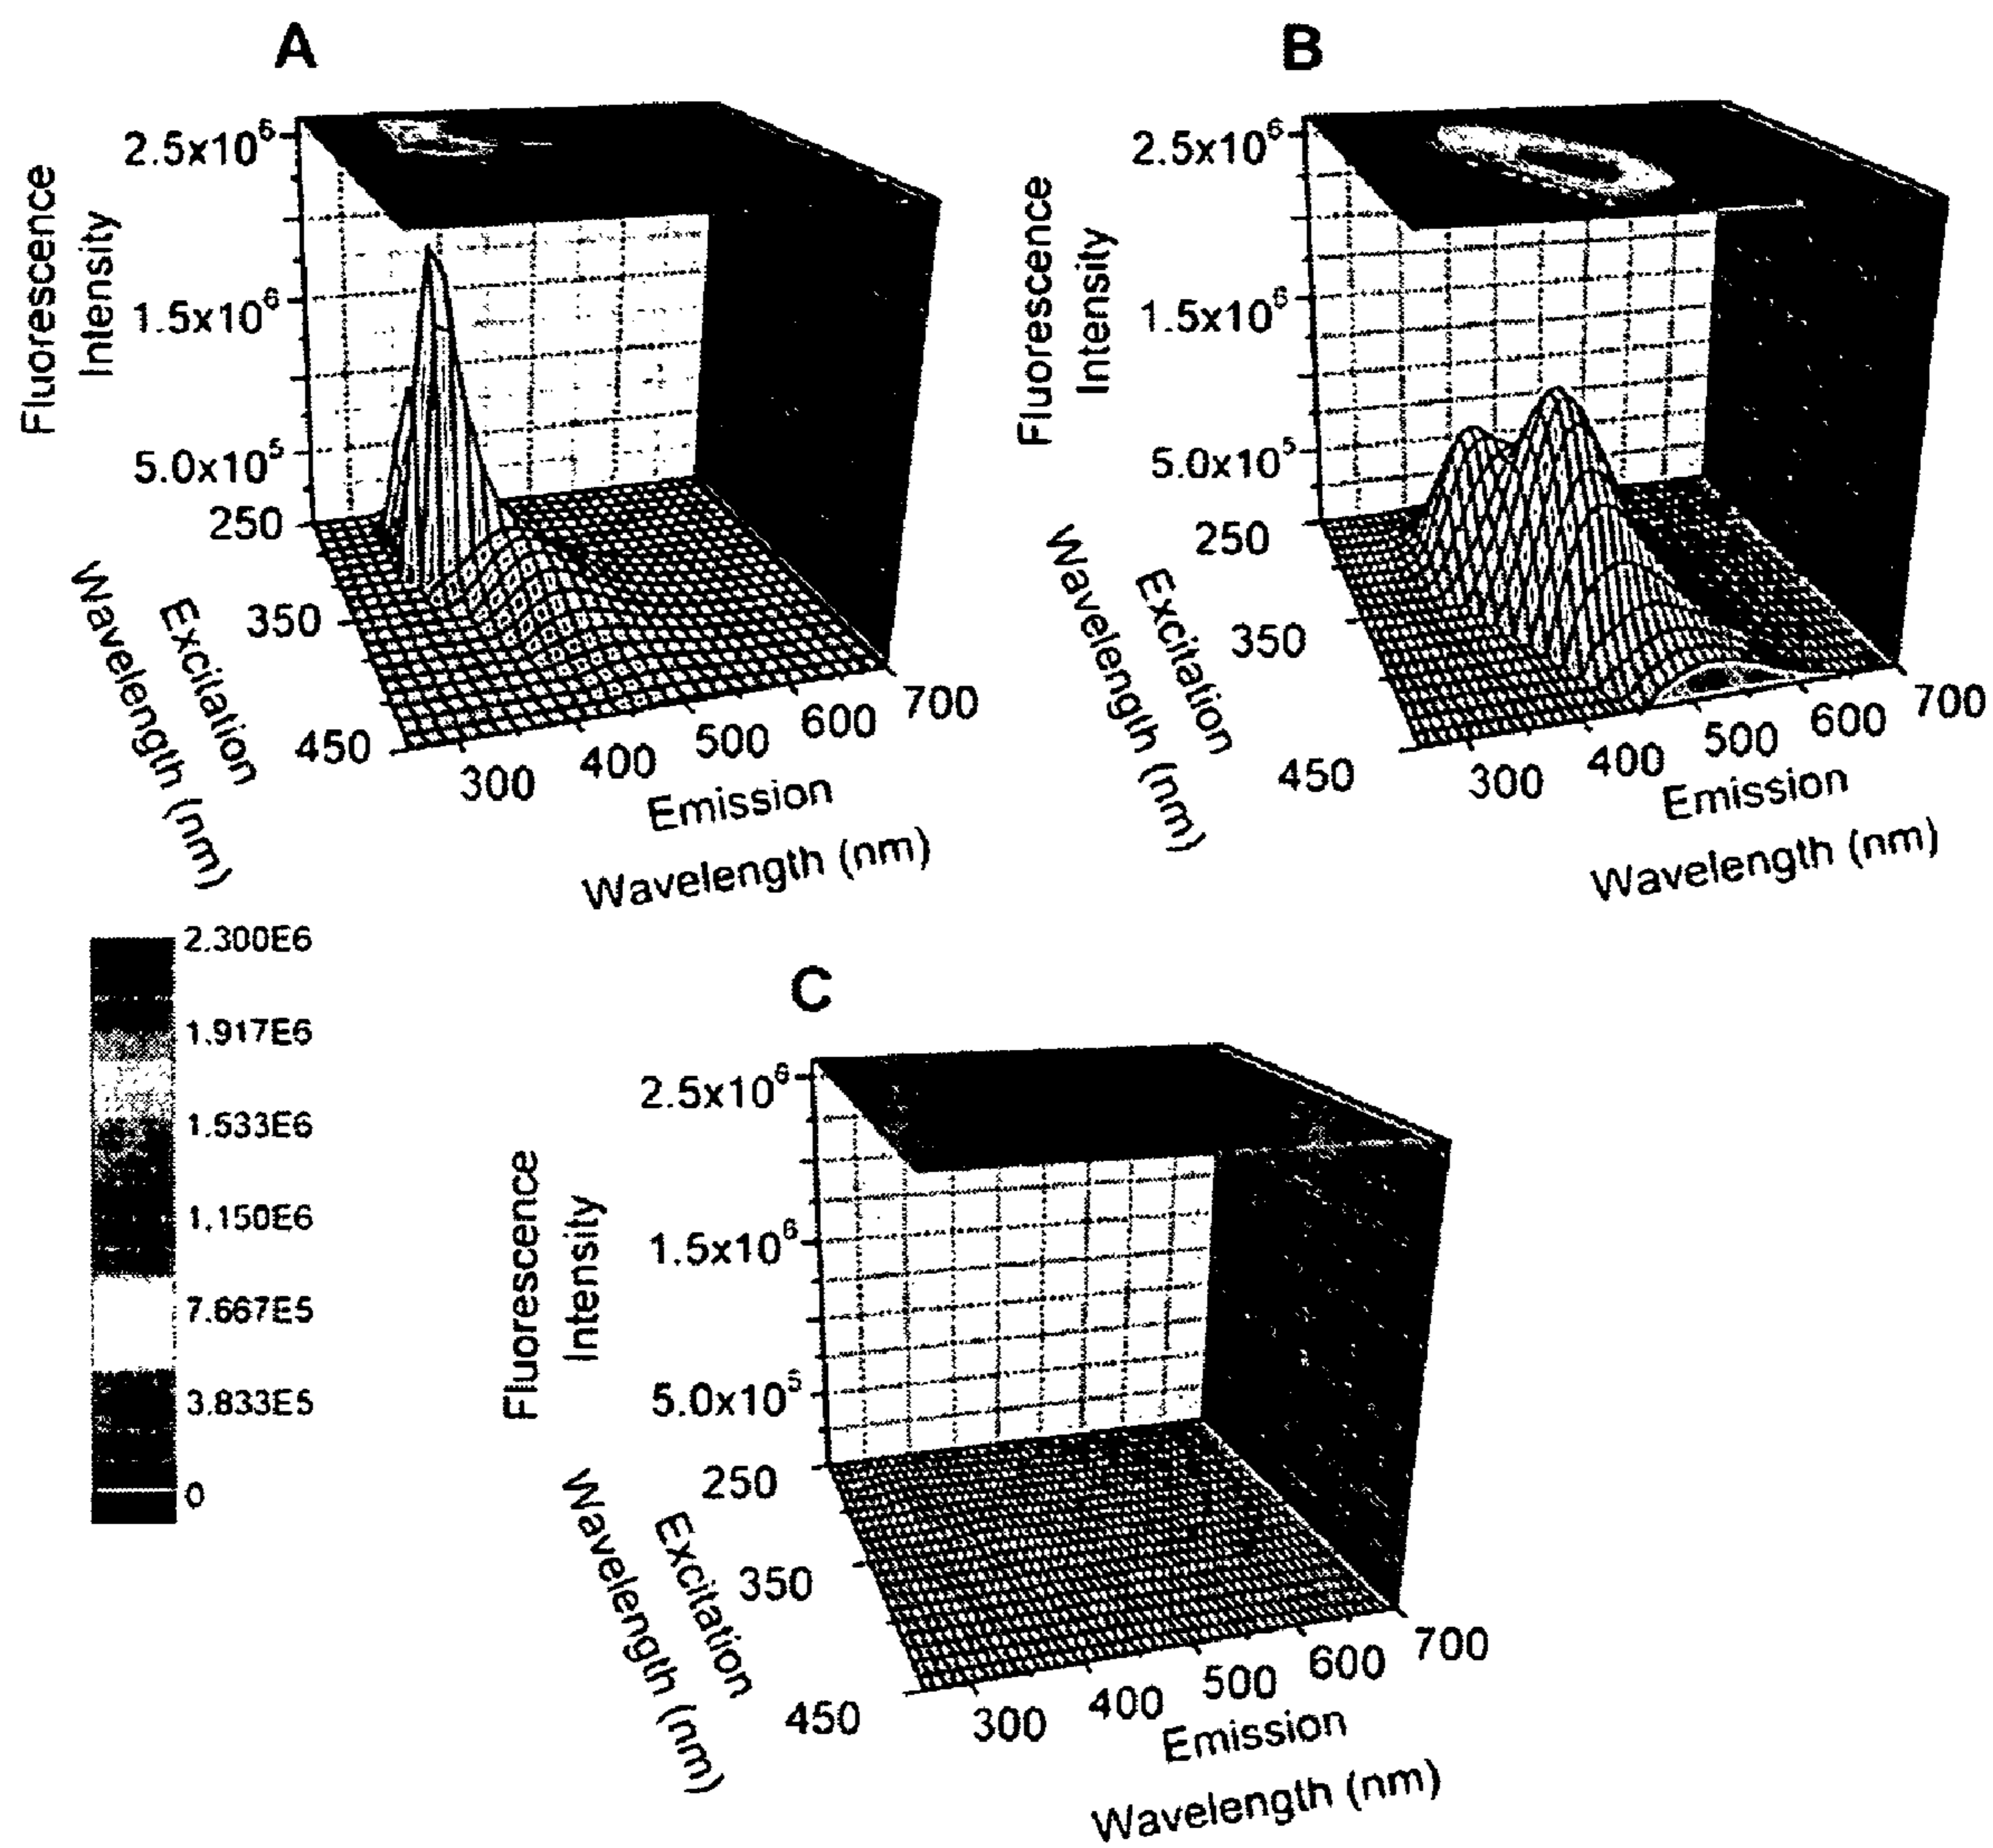 A
2.5x10⁶
1.5x10⁶
5.0x10⁵
Fluorescence
Intensity
250
350
450
Excitation
Wavelength (nm)
300
400
500
600
700
Emission
Wavelength (nm)
B
2.5x10⁶
1.5x10⁶
5.0x10⁵
Fluorescence
Intensity
250
350
450
Excitation
Wavelength (nm)
300
400
500
600
700
Emission
Wavelength (nm)
2.300E6
1.917E6
1.533E6
1.150E6
7.667E5
3.833E5
0
C
2.5x10⁶
1.5x10⁶
5.0x10⁵
Fluorescence
Intensity
250
350
450
Excitation
Wavelength (nm)
300
400
500
600
700
Emission
Wavelength (nm)